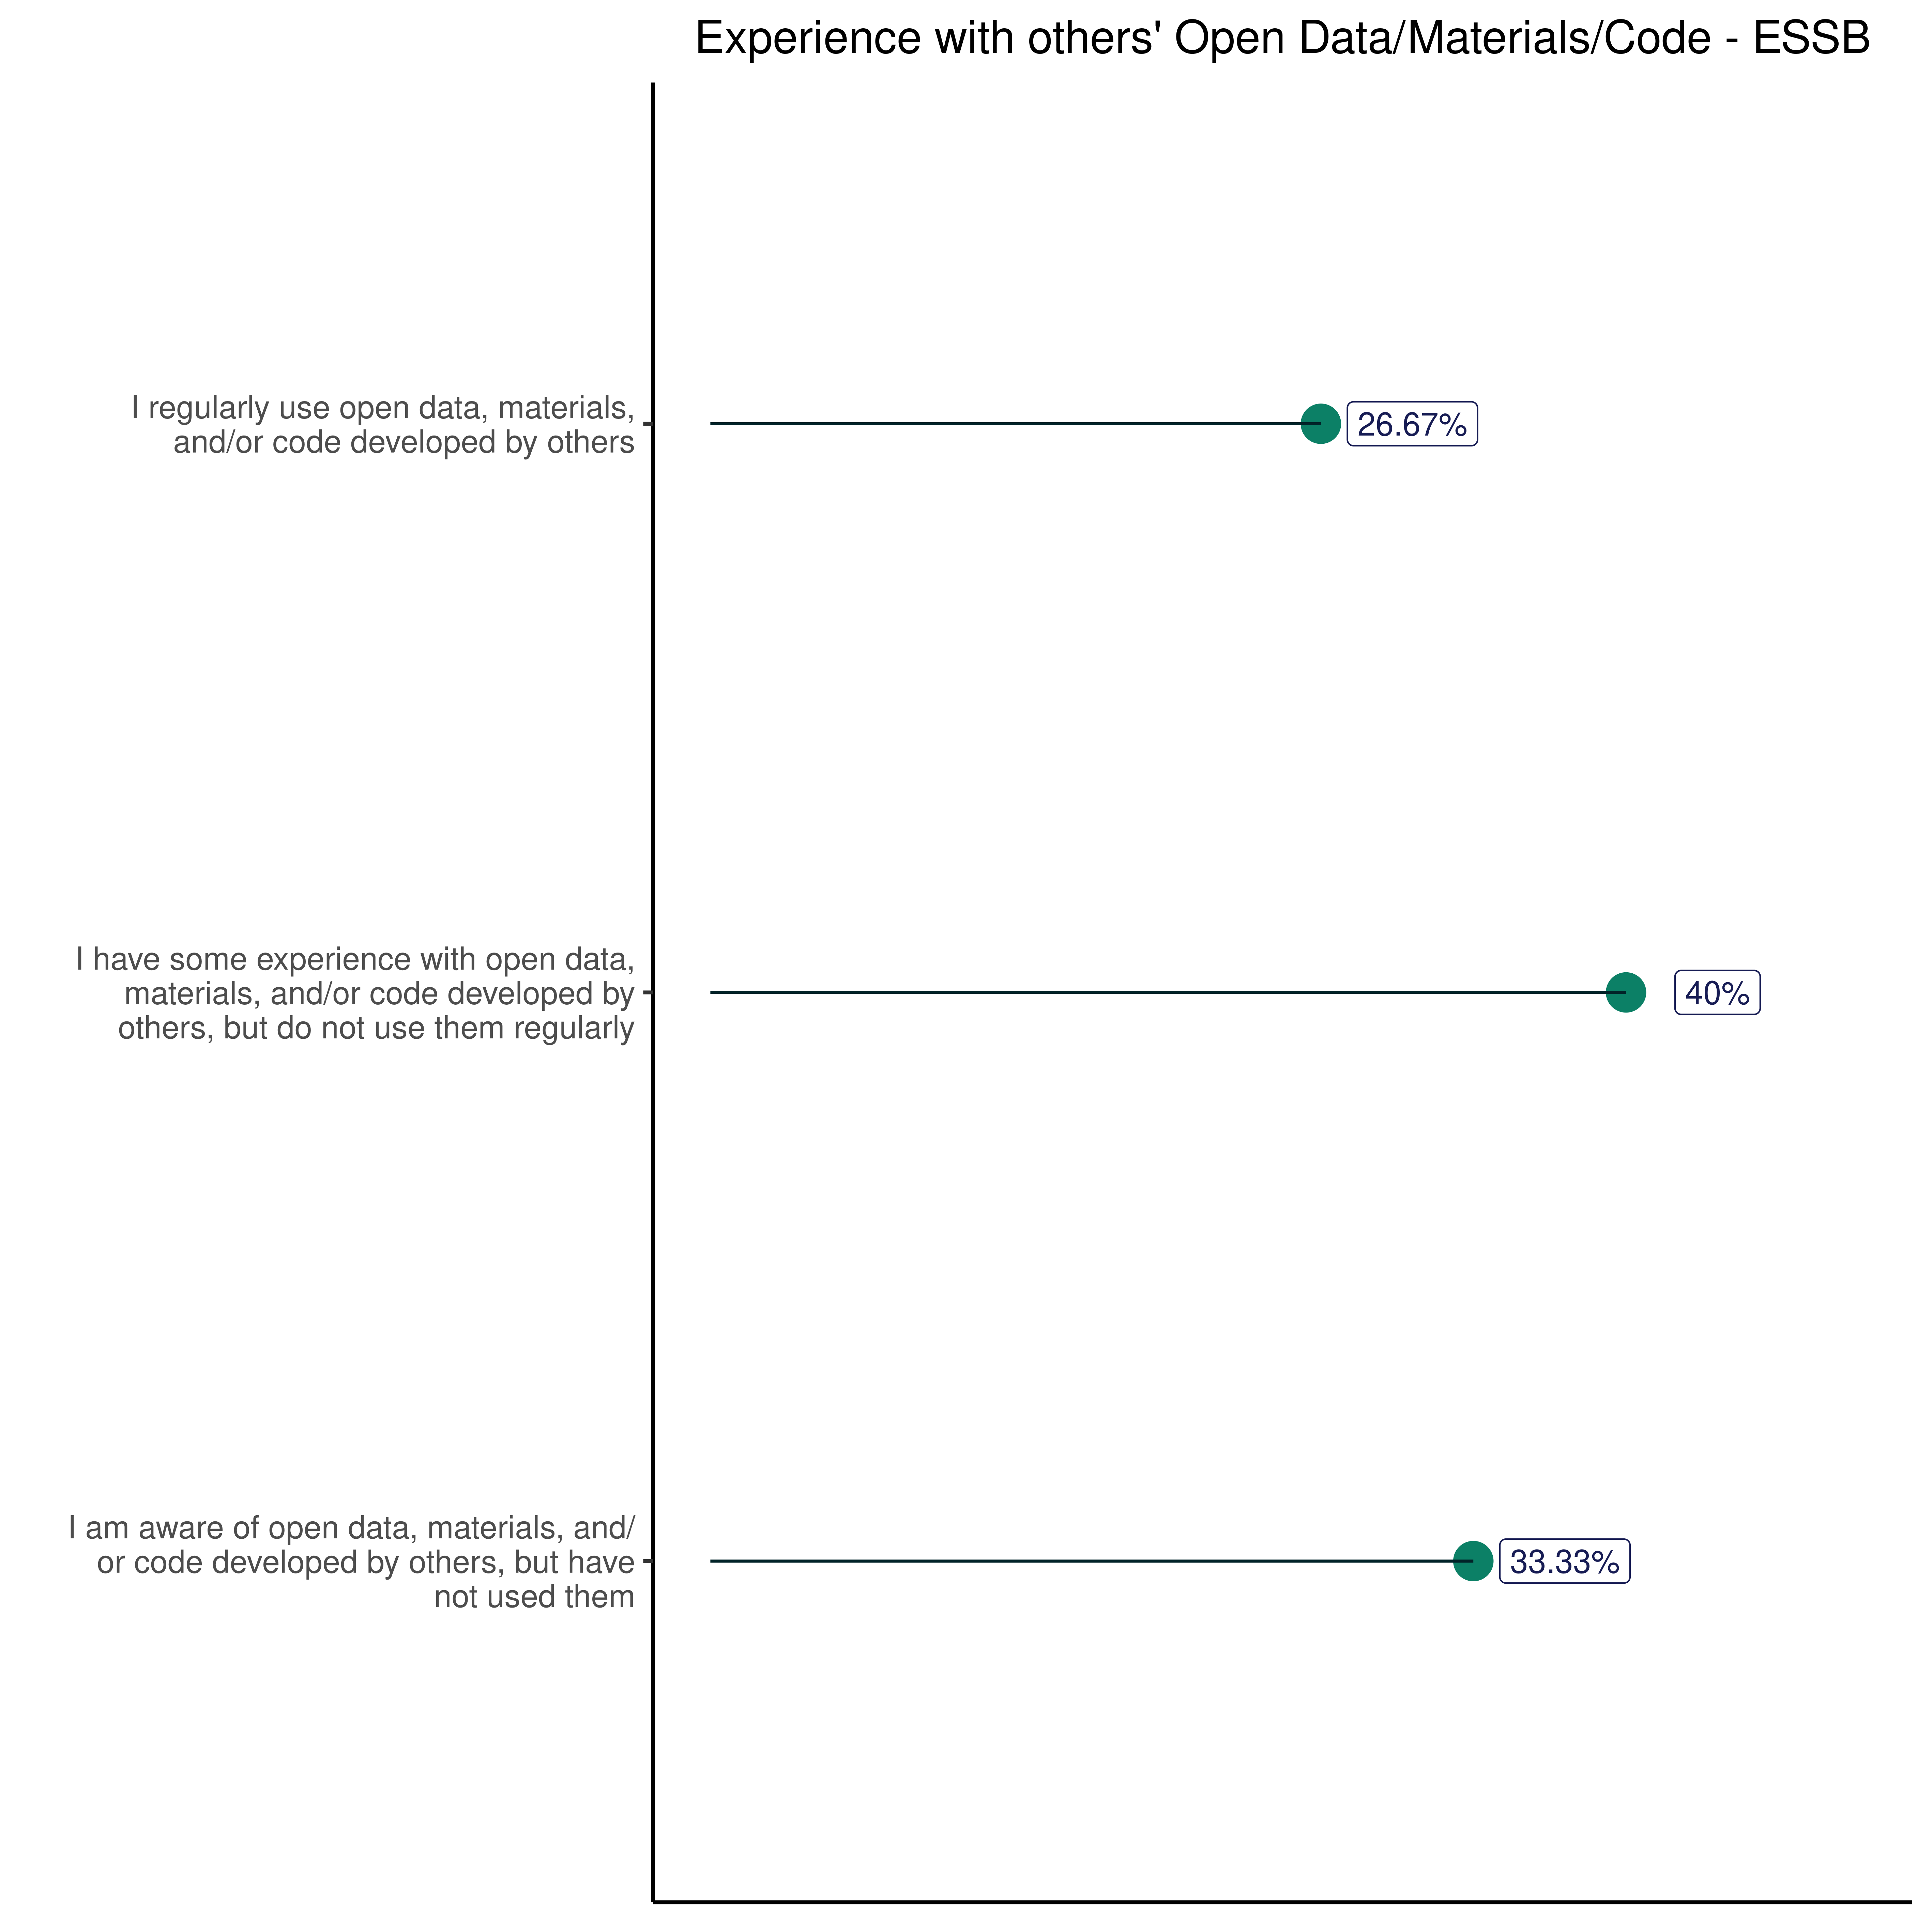 Experience with others' Open Data/Materials/Code - ESSB
I regularly use open data, materials,
and/or code developed by others
26.67%
I have some experience with open data,
materials, and/or code developed by
others, but do not use them regularly
40%
I am aware of open data, materials, and/
or code developed by others, but have
not used them
33.33%